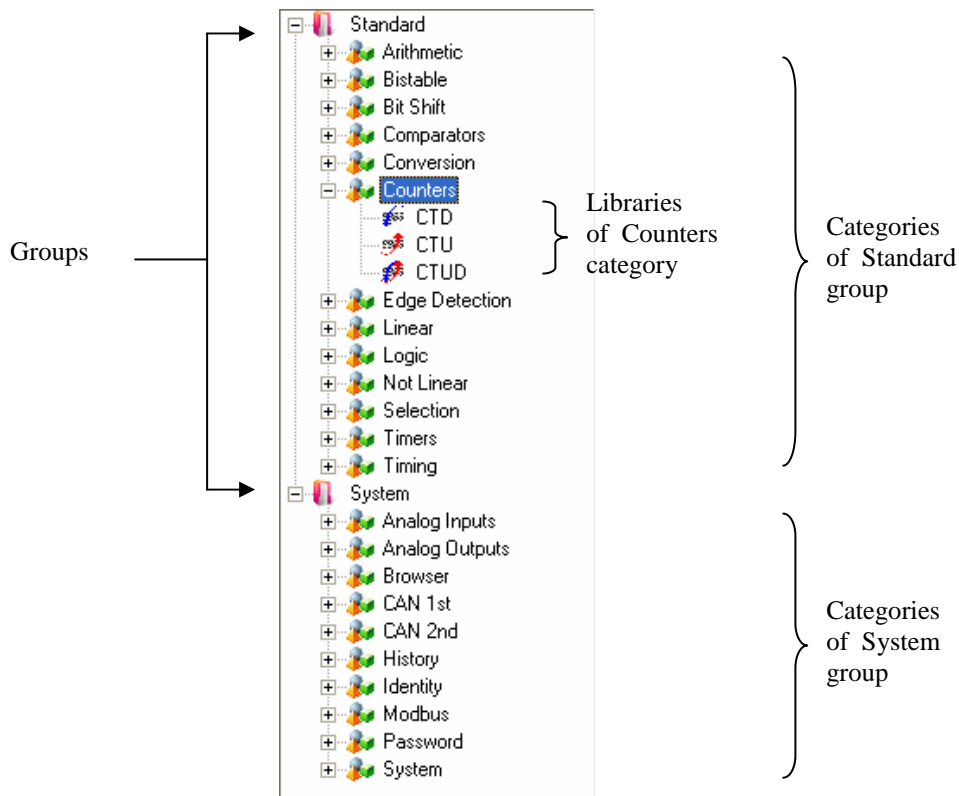 Standard
Arithmetic
Bistable
Bit Shift
Comparators
Conversion
Counters
CTD
CTU
CTUD
Libraries
of Counters
category
Groups
Categories
of Standard
group
Edge Detection
Linear
Logic
Not Linear
Selection
Timers
Timing
System
Analog Inputs
Analog Outputs
Browser
CAN 1st
CAN 2nd
History
Identity
Modbus
Password
System
Categories
of System
group